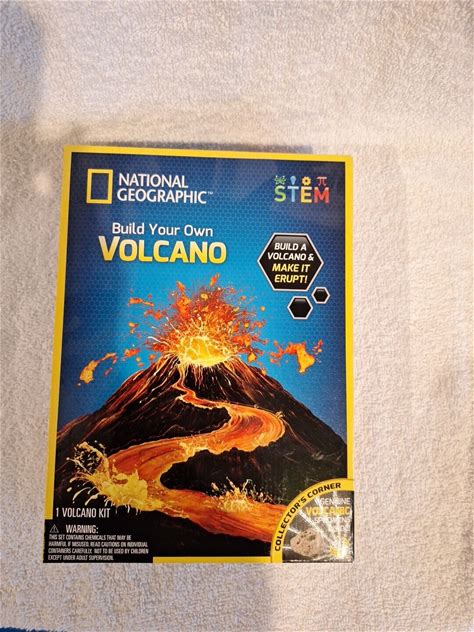 NATIONAL
GEOGRAPHIC™
STEM
Build Your Own
VOLCANO
BUILD A
VOLCANO &
MAKE IT
ERUPT!
1 VOLCANO KIT
WARNING:
THIS SET CONTAINS CHEMICALS THAT MAY BE
HARMFUL IF MISUSED. READ CAUTIONS ON INDIVIDUAL
CONTAINERS CAREFULLY. NOT TO BE USED BY CHILDREN
EXCEPT UNDER ADULT SUPERVISION.
COLLECTOR'S CORNER
GENUINE
VOLCANIC